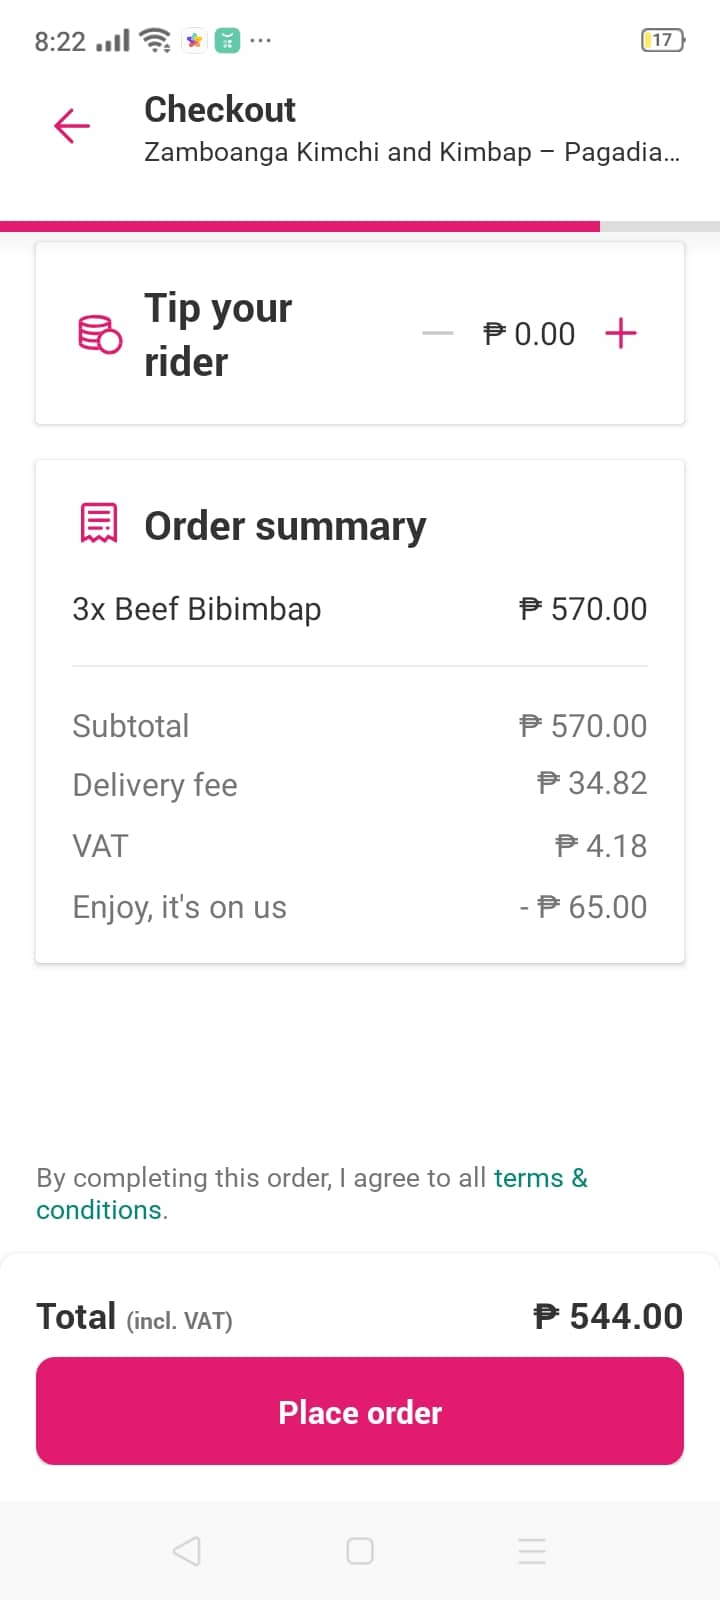 8:22
17
Checkout
Zamboanga Kimchi and Kimbap – Pagadia...
Tip your
rider
₱ 0.00
Order summary
3x Beef Bibimbap ₱ 570.00
Subtotal ₱ 570.00
Delivery fee ₱ 34.82
VAT ₱ 4.18
Enjoy, it's on us - ₱ 65.00
By completing this order, I agree to all terms &
conditions.
Total (incl. VAT) ₱ 544.00
Place order